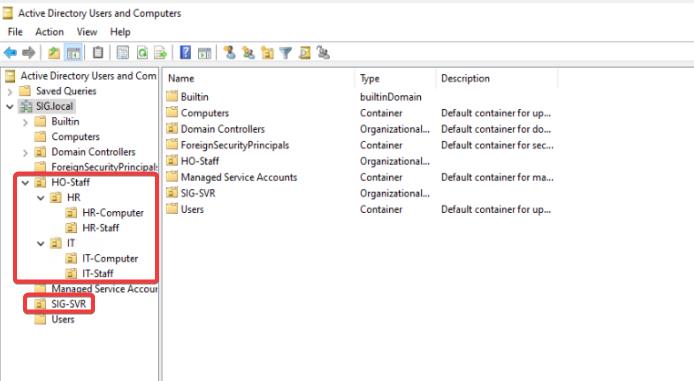 Active Directory Users and Computers
File Action View Help
Active Directory Users and Com
Saved Queries
SIG.local
Builtin
Computers
Domain Controllers
ForeignSecurityPrincipals
HO-Staff
HR
HR-Computer
HR-Staff
IT
IT-Computer
IT-Staff
Managed Service Accour
SIG-SVR
Users
Name Type Description
Builtin builtinDomain
Computers Container Default container for up...
Domain Controllers Organizational... Default container for do...
ForeignSecurityPrincipals Container Default container for sec...
HO-Staff Organizational...
Managed Service Accounts Container Default container for ma...
SIG-SVR Organizational...
Users Container Default container for up...